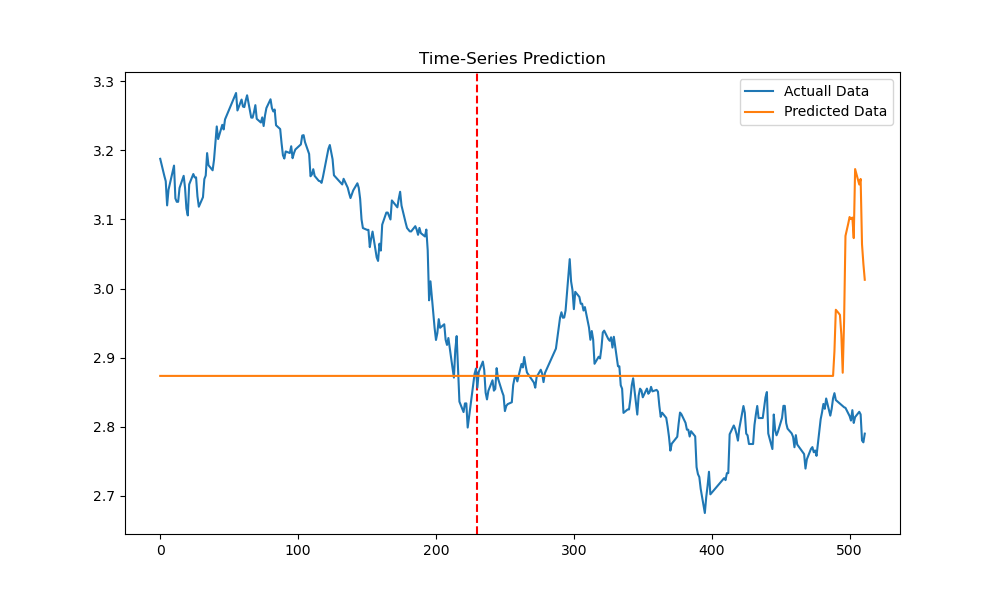 Time-Series Prediction
3.3
3.2
3.1
3.0
2.9
2.8
2.7
0 100 200 300 400 500
Actuall Data
Predicted Data